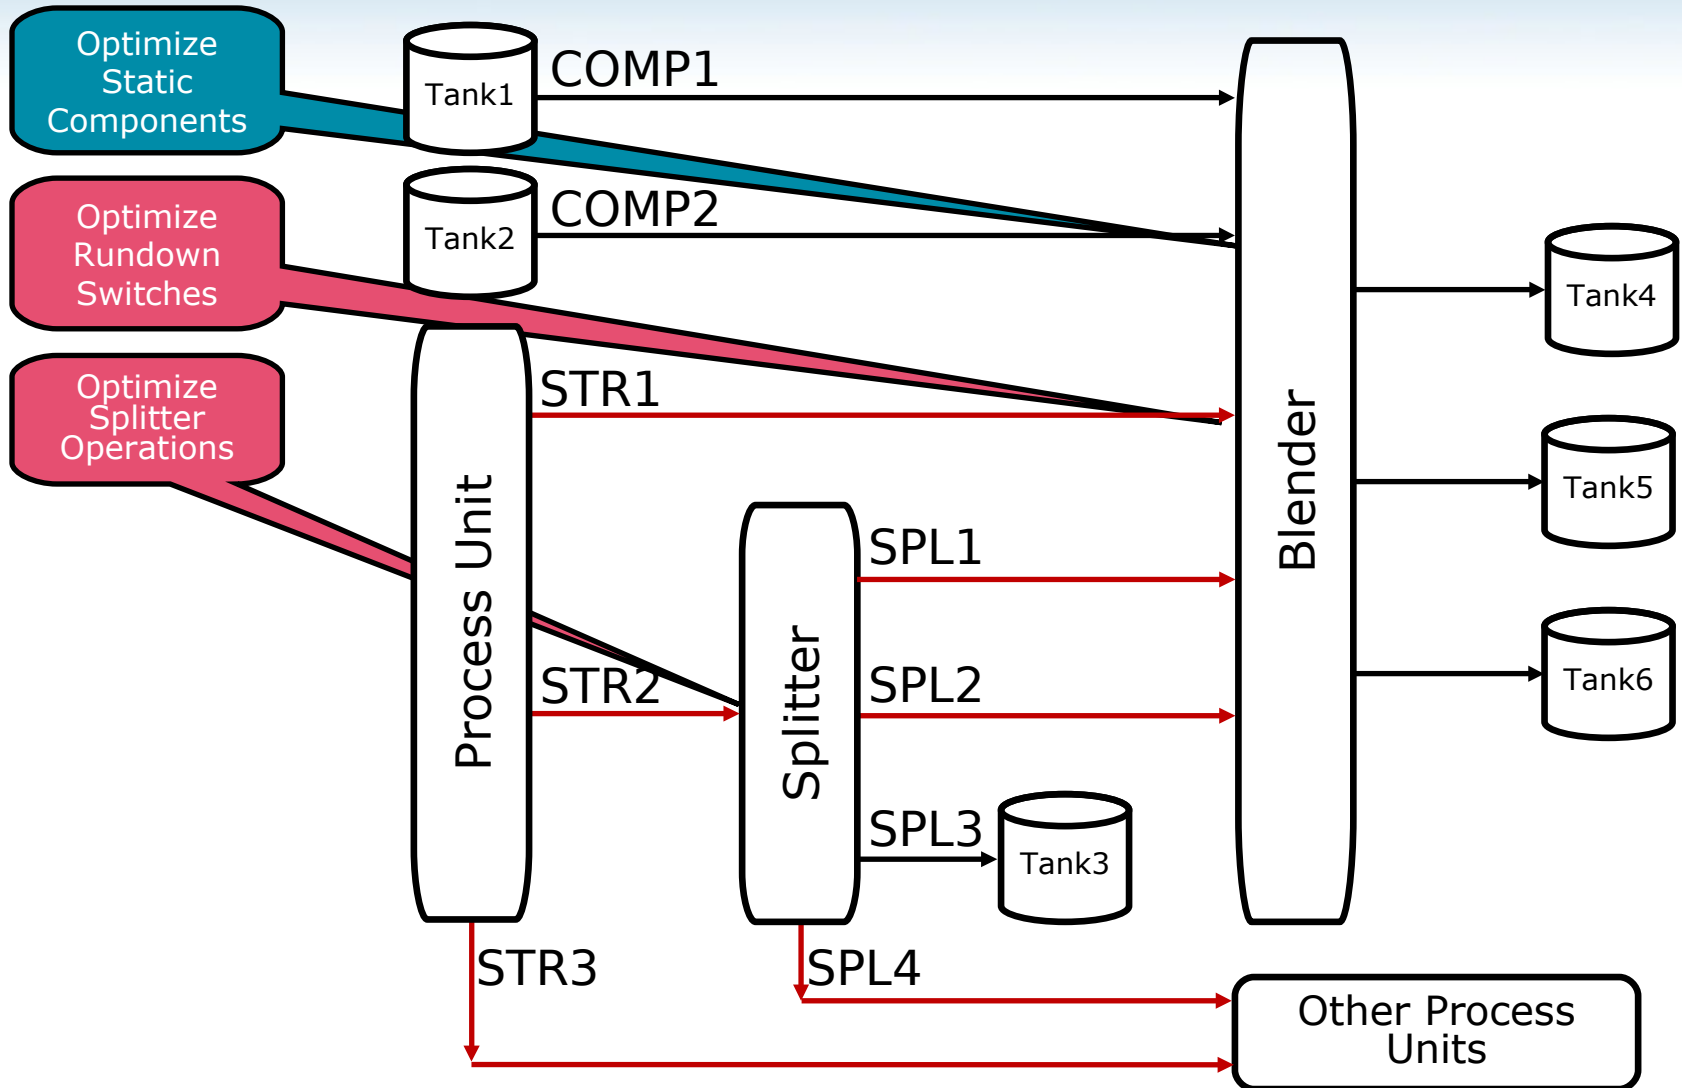 Optimize
Static
Components
Tank1
COMP1
Optimize
Rundown
Switches
Tank2
COMP2
Optimize
Splitter
Operations
Process Unit
STR1
STR2
STR3
Splitter
SPL1
SPL2
SPL3
Tank3
SPL4
Blender
Tank4
Tank5
Tank6
Other Process
Units